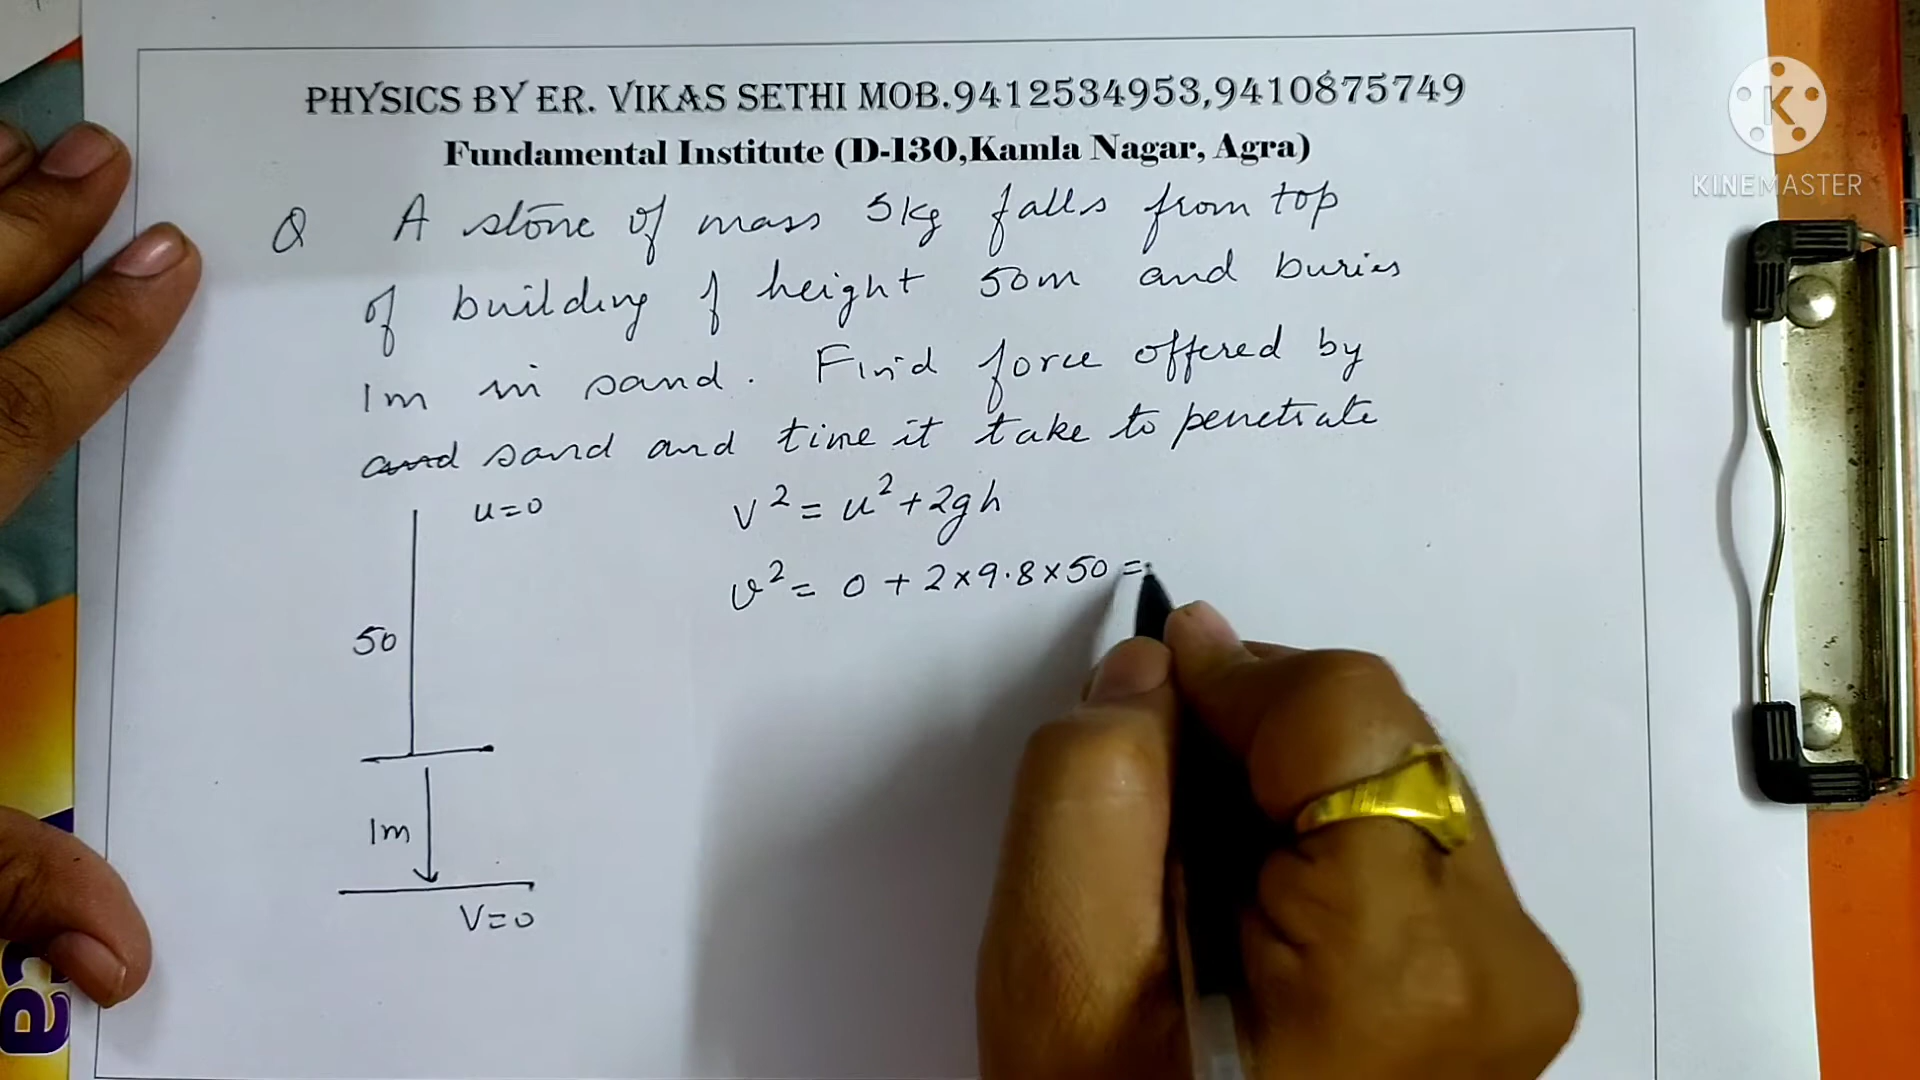 PHYSICS BY ER. VIKAS SETHI MOB.9412534953,9410875749
Fundamental Institute (D-130,Kamla Nagar, Agra)
Q A stone of mass 5kg falls from top
of building of height 50m and buries
1m in sand. Find force offered by
and sand and time it take to penetrate
u=0
V² = u² + 2gh
v² = 0 + 2×9.8×50 =
50
1m
V=0
KINEMASTER